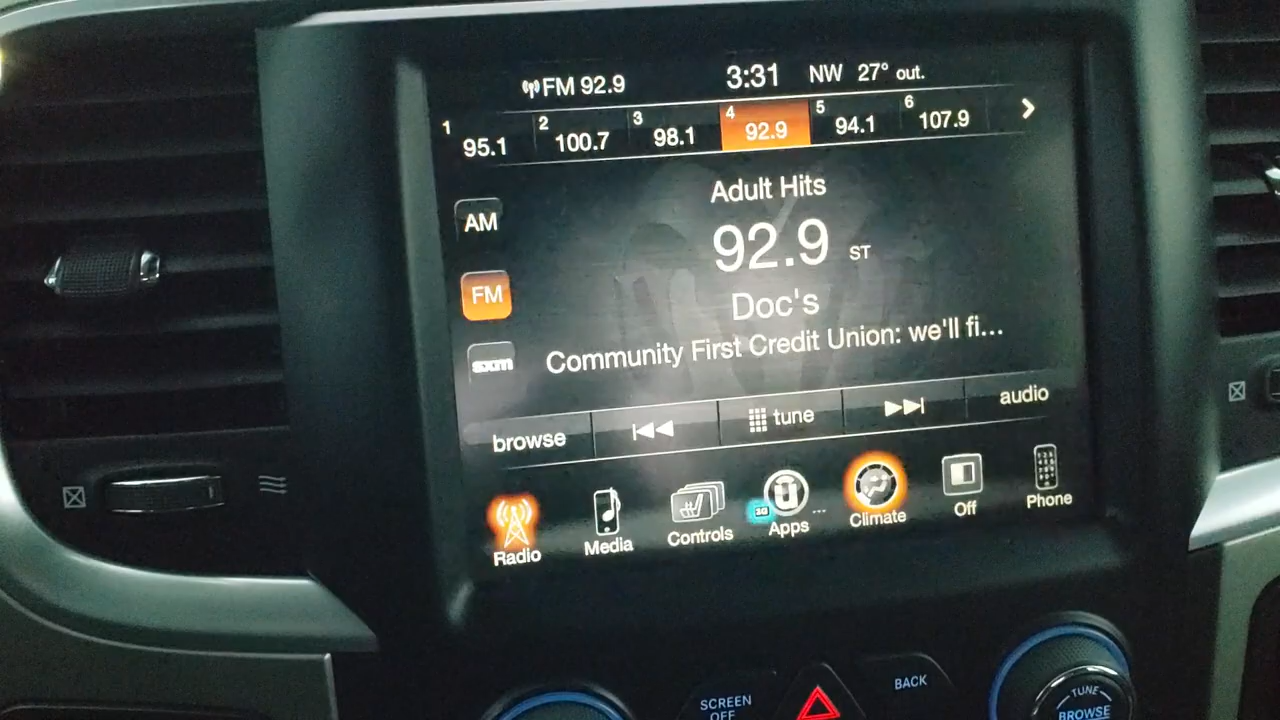 FM 92.9 3:31 NW 27° out.
1 95.1 2 100.7 3 98.1 4 92.9 5 94.1 6 107.9
Adult Hits
AM
92.9 ST
FM
Doc's
Community First Credit Union: we'll fi...
sxm
browse tune audio
3G ...
Radio Media Controls Apps Climate Off Phone
SCREEN OFF
BACK
TUNE
BROWSE